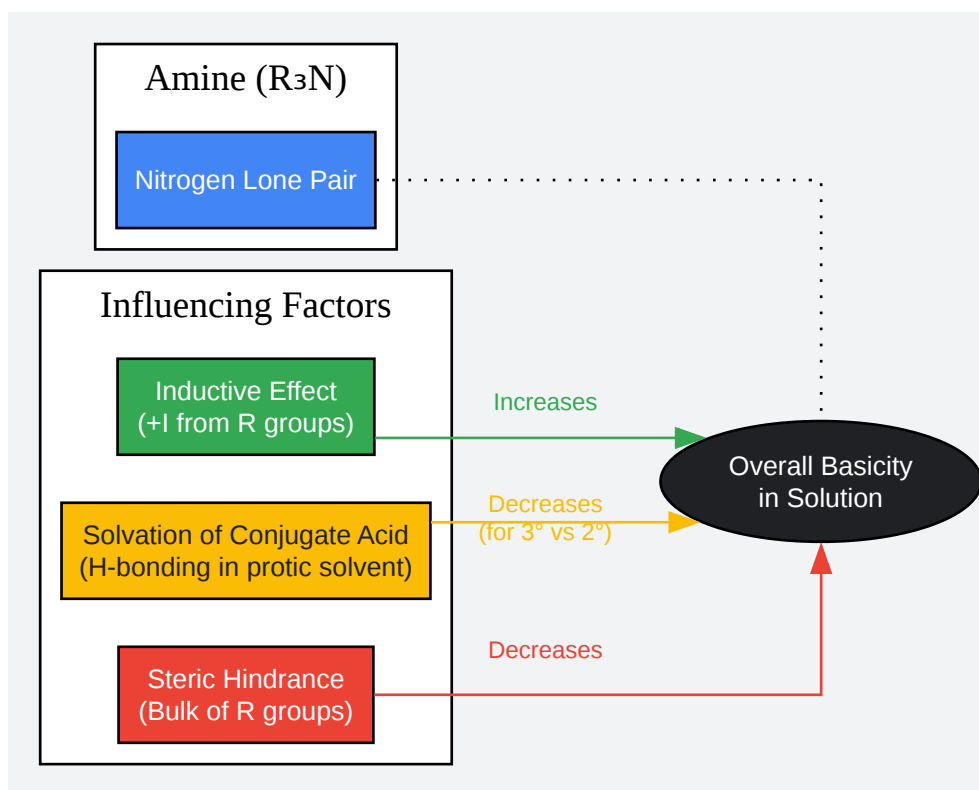 Amine (R₃N)
Nitrogen Lone Pair
Influencing Factors
Inductive Effect
(+I from R groups)
Increases
Solvation of Conjugate Acid
(H-bonding in protic solvent)
Decreases
(for 3° vs 2°)
Steric Hindrance
(Bulk of R groups)
Decreases
Overall Basicity
in Solution